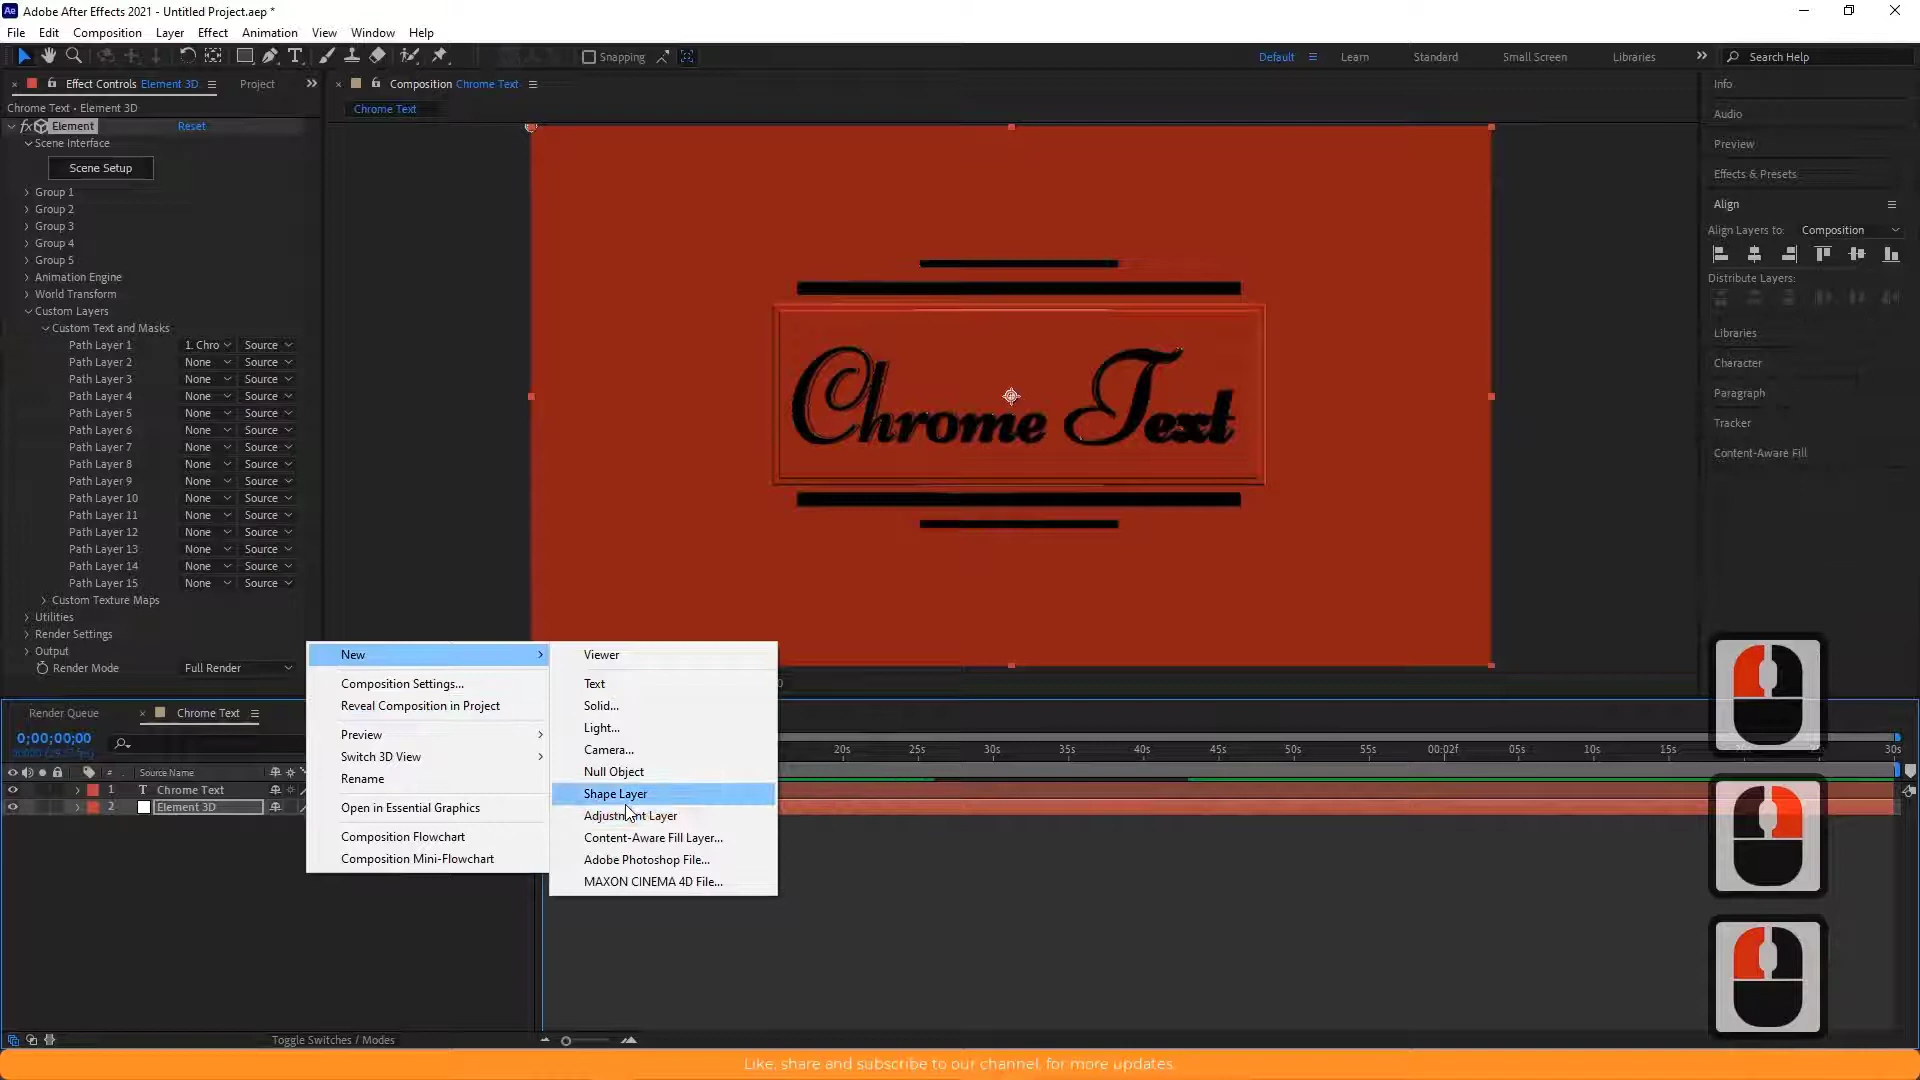 Adobe After Effects 2021 - Untitled Project.aep *
File Edit Composition Layer Effect Animation View Window Help
Snapping
Default Learn Standard Small Screen Libraries Search Help
Effect Controls Element 3D Project
Composition Chrome Text
Chrome Text • Element 3D
Chrome Text
fx Element Reset
Scene Interface
Scene Setup
Group 1
Group 2
Group 3
Group 4
Group 5
Animation Engine
World Transform
Custom Layers
Custom Text and Masks
Path Layer 1 1. Chro Source
Path Layer 2 None Source
Path Layer 3 None Source
Path Layer 4 None Source
Path Layer 5 None Source
Path Layer 6 None Source
Path Layer 7 None Source
Path Layer 8 None Source
Path Layer 9 None Source
Path Layer 10 None Source
Path Layer 11 None Source
Path Layer 12 None Source
Path Layer 13 None Source
Path Layer 14 None Source
Path Layer 15 None Source
Custom Texture Maps
Utilities
Render Settings
Output
Render Mode Full Render
Chrome Text
Info
Audio
Preview
Effects & Presets
Align
Align Layers to: Composition
Distribute Layers:
Libraries
Character
Paragraph
Tracker
Content-Aware Fill
New
Composition Settings...
Reveal Composition in Project
Preview
Switch 3D View
Rename
Open in Essential Graphics
Composition Flowchart
Composition Mini-Flowchart
Viewer
Text
Solid...
Light...
Camera...
Null Object
Shape Layer
Adjustment Layer
Content-Aware Fill Layer...
Adobe Photoshop File...
MAXON CINEMA 4D File...
Render Queue Chrome Text
0;00;00;00
20s 25s 30s 35s 40s 45s 50s 55s 00:02f 05s 10s 15s 30s
# Source Name
1 T Chrome Text
2 Element 3D
Toggle Switches / Modes
Like, share and subscribe to our channel, for more updates.